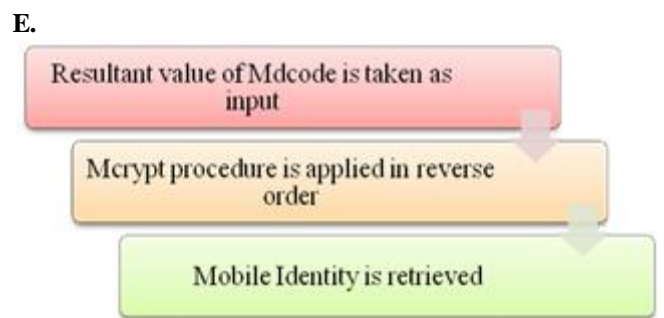 E.
Resultant value of Mdcode is taken as
input
Mcrypt procedure is applied in reverse
order
Mobile Identity is retrieved